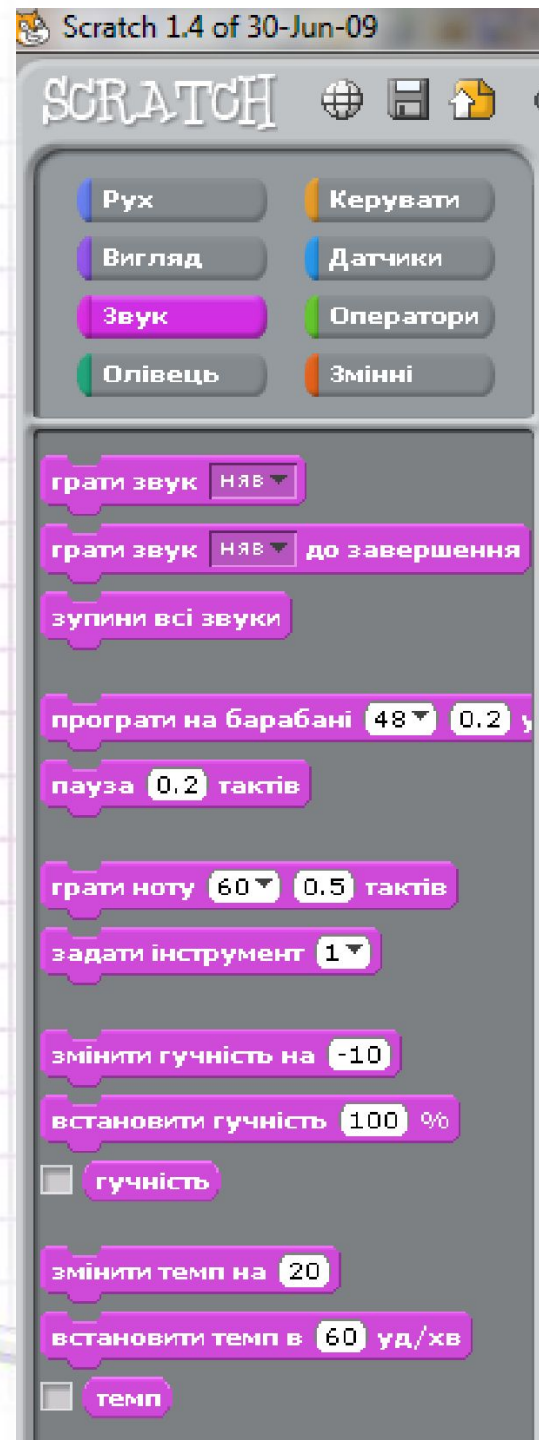 Scratch 1.4 of 30-Jun-09
SCRATCH
Рух Керувати
Вигляд Датчики
Звук Оператори
Олівець Змінні
грати звук няв
грати звук няв до завершення
зупини всі звуки
програти на барабані 48 0.2 у
пауза 0.2 тактів
грати ноту 60 0.5 тактів
задати інструмент 1
змінити гучність на -10
встановити гучність 100 %
гучність
змінити темп на 20
встановити темп в 60 уд/хв
темп